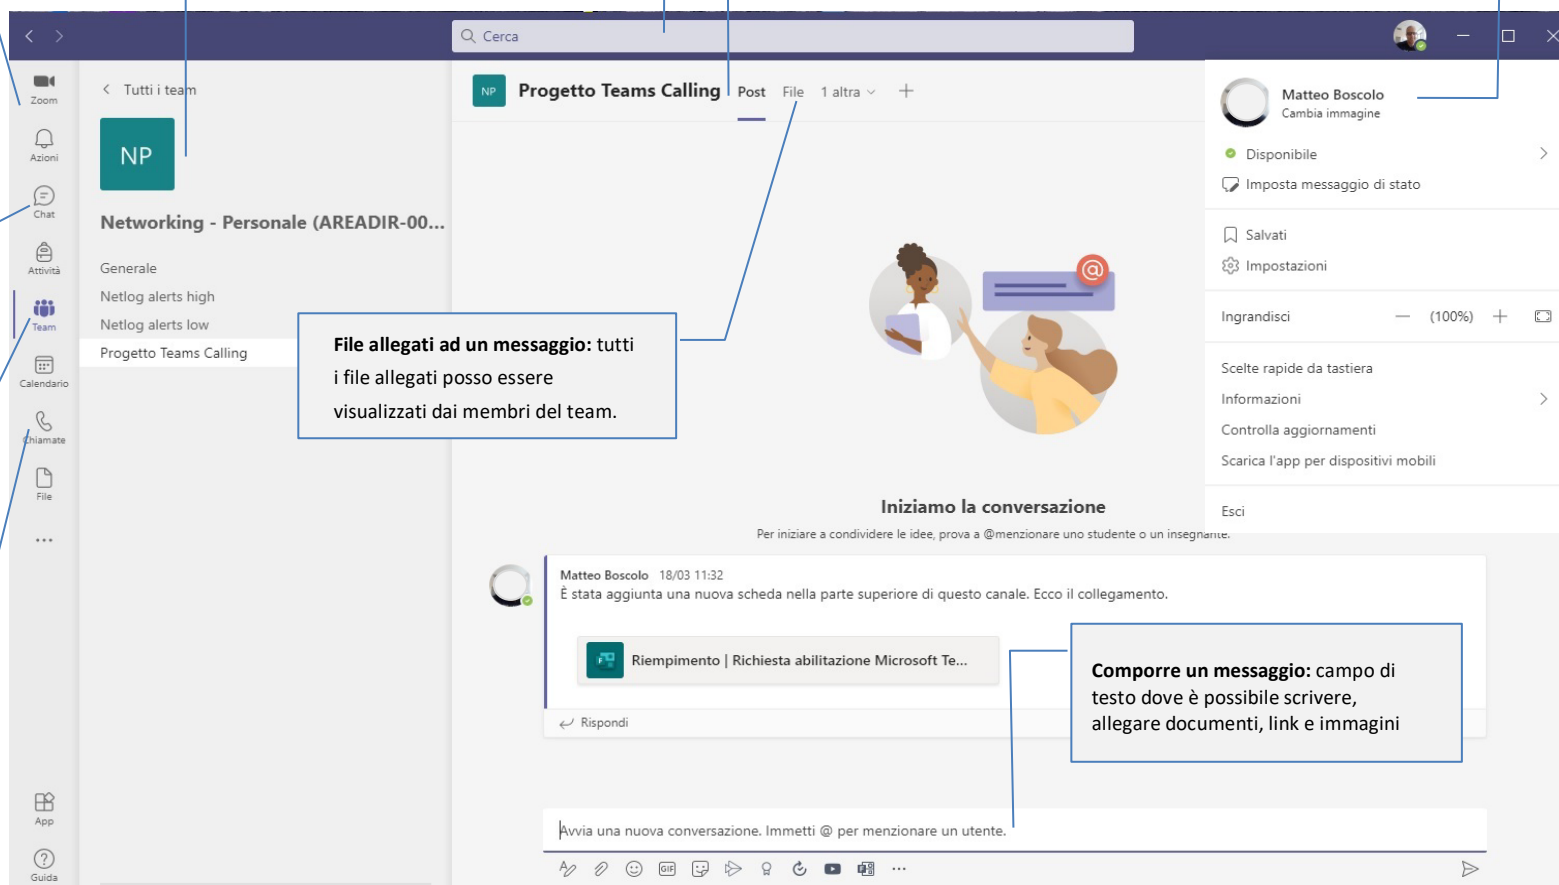 Cerca
Zoom
Azioni
Chat
Attività
Team
Calendario
Chiamate
File
App
Guida
Tutti i team
NP
Networking - Personale (AREADIR-00...
Generale
Netlog alerts high
Netlog alerts low
Progetto Teams Calling
NP
Progetto Teams Calling Post File 1 altra
File allegati ad un messaggio: tutti
i file allegati posso essere
visualizzati dai membri del team.
Iniziamo la conversazione
Per iniziare a condividere le idee, prova a @menzionare uno studente o un insegnante.
Matteo Boscolo 18/03 11:32
È stata aggiunta una nuova scheda nella parte superiore di questo canale. Ecco il collegamento.
Riempimento | Richiesta abilitazione Microsoft Te...
Rispondi
Comporre un messaggio: campo di
testo dove è possibile scrivere,
allegare documenti, link e immagini
Avvia una nuova conversazione. Immetti @ per menzionare un utente.
GIF
Matteo Boscolo
Cambia immagine
Disponibile
Imposta messaggio di stato
Salvati
Impostazioni
Ingrandisci — (100%) +
Scelte rapide da tastiera
Informazioni
Controlla aggiornamenti
Scarica l'app per dispositivi mobili
Esci